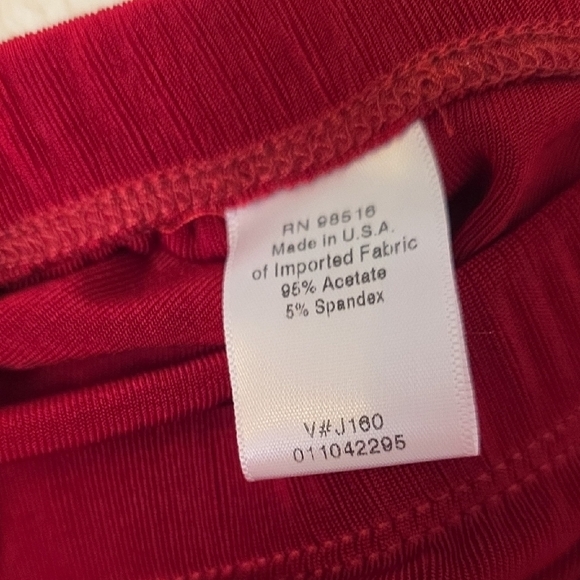 RN 98516
Made in U.S.A.
of Imported Fabric
95% Acetate
5% Spandex
V#J160
011042295